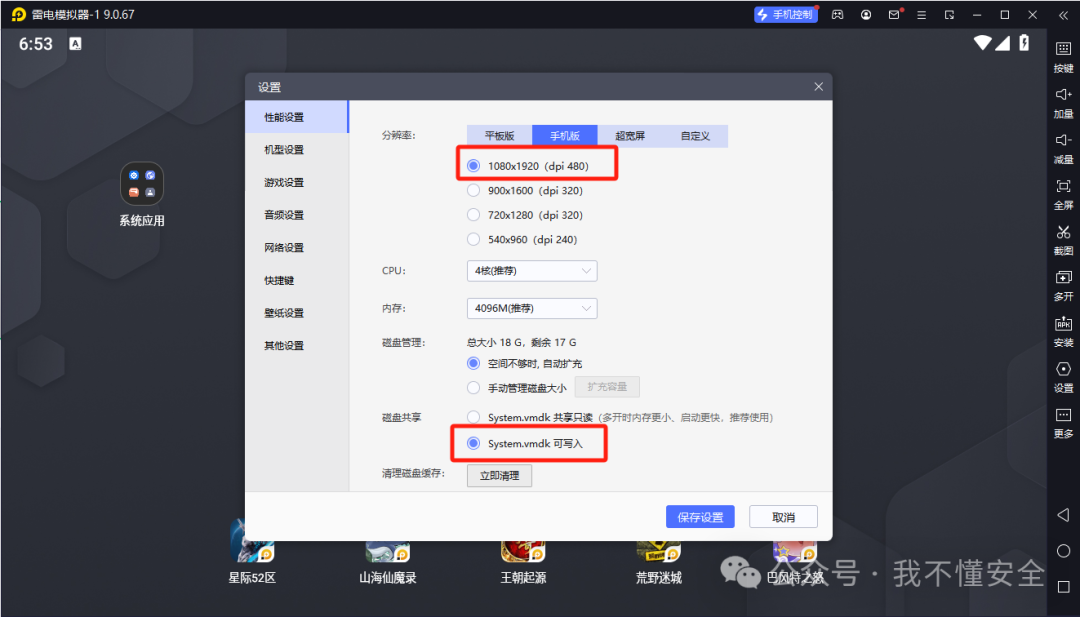 雷电模拟器-1 9.0.67
手机控制
6:53
A
按键
加量
减量
全屏
截图
多开
APK
安装
设置
更多
系统应用
设置
性能设置
机型设置
游戏设置
音频设置
网络设置
快捷键
壁纸设置
其他设置
分辨率:
平板版 手机版 超宽屏 自定义
1080x1920（dpi 480）
900x1600（dpi 320）
720x1280（dpi 320）
540x960（dpi 240）
CPU:
4核(推荐)
内存:
4096M(推荐)
磁盘管理:
总大小 18 G，剩余 17 G
空间不够时, 自动扩充
手动管理磁盘大小 扩充容量
磁盘共享
System.vmdk 共享只读（多开时内存更小、启动更快，推荐使用）
System.vmdk 可写入
清理磁盘缓存:
立即清理
保存设置 取消
星际52区 山海仙魔录 王朝起源 荒野迷城 巴风特之怒
公众号 · 我不懂安全